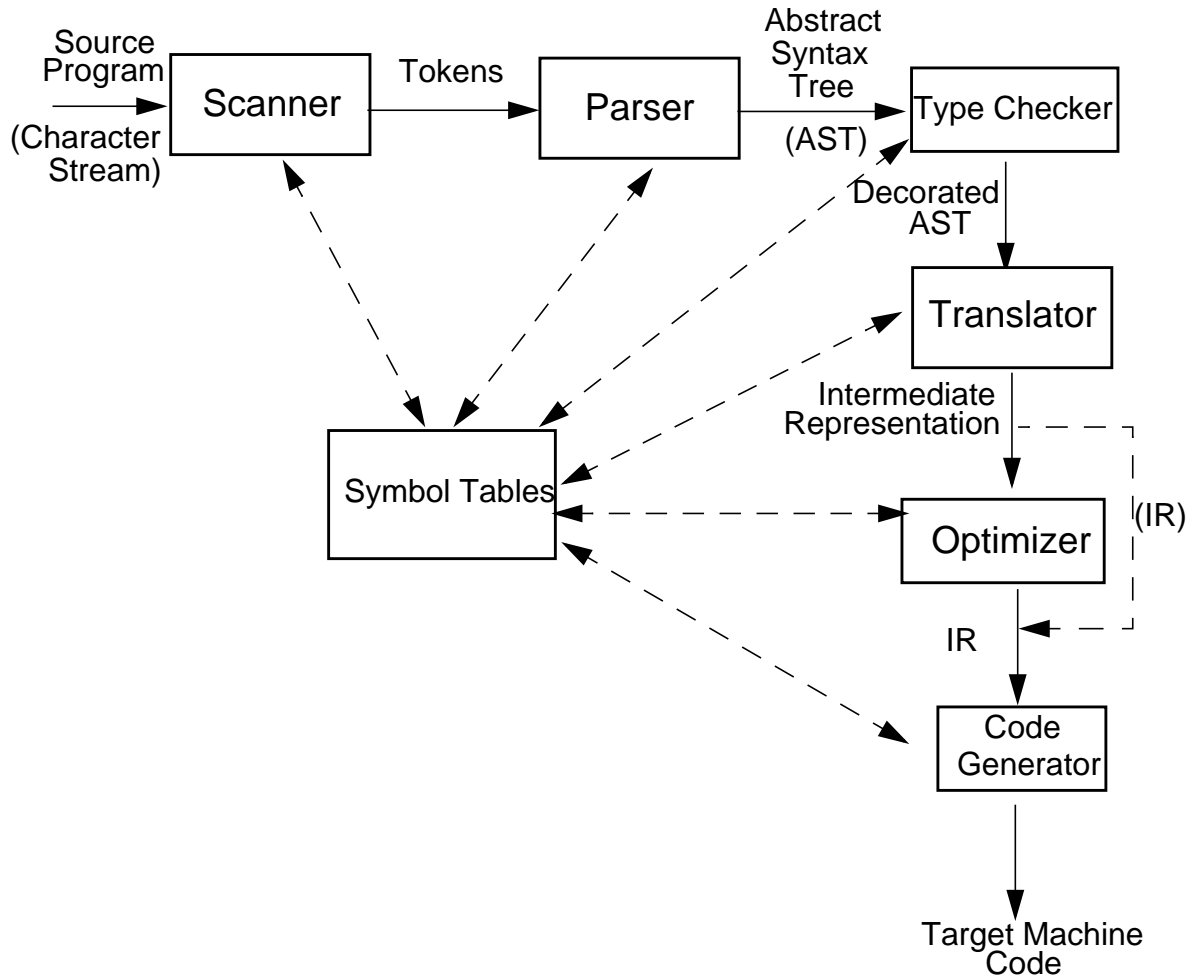 Source
Program
(Character
Stream)
Scanner
Tokens
Parser
Abstract
Syntax
Tree
(AST)
Type Checker
Decorated
AST
Translator
Intermediate
Representation
Symbol Tables
Optimizer
(IR)
IR
Code
Generator
Target Machine
Code